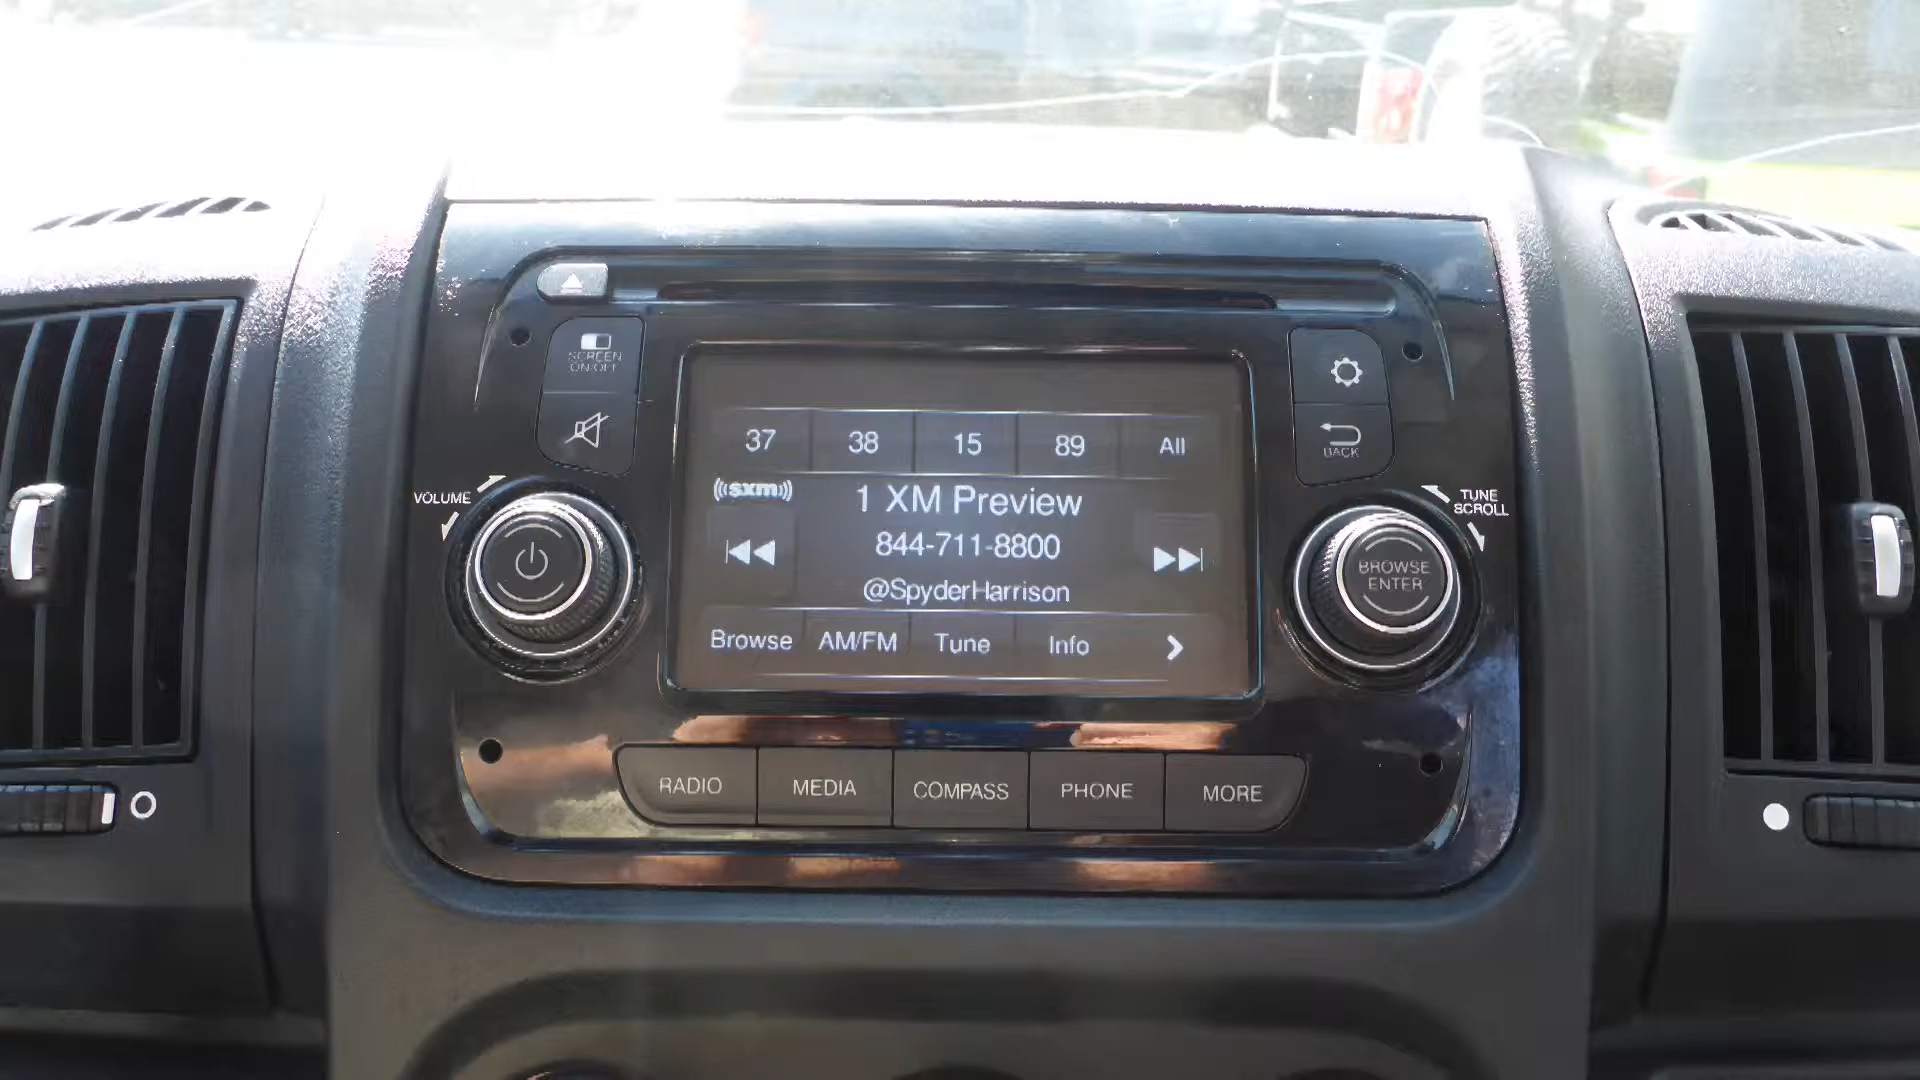 SCREEN
ON/OFF
BACK
VOLUME
TUNE
SCROLL
37 38 15 89 All
((sxm))
1 XM Preview
844-711-8800
@SpyderHarrison
Browse AM/FM Tune Info
BROWSE
ENTER
RADIO MEDIA COMPASS PHONE MORE